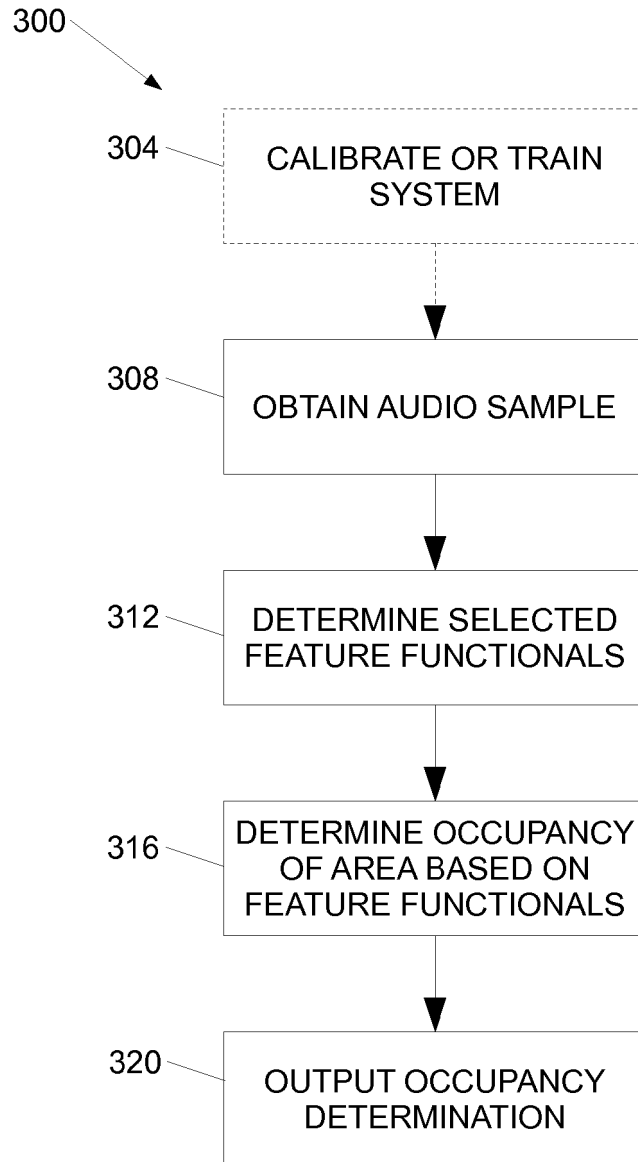 300
304
CALIBRATE OR TRAIN
SYSTEM
308
OBTAIN AUDIO SAMPLE
312
DETERMINE SELECTED
FEATURE FUNCTIONALS
316
DETERMINE OCCUPANCY
OF AREA BASED ON
FEATURE FUNCTIONALS
320
OUTPUT OCCUPANCY
DETERMINATION